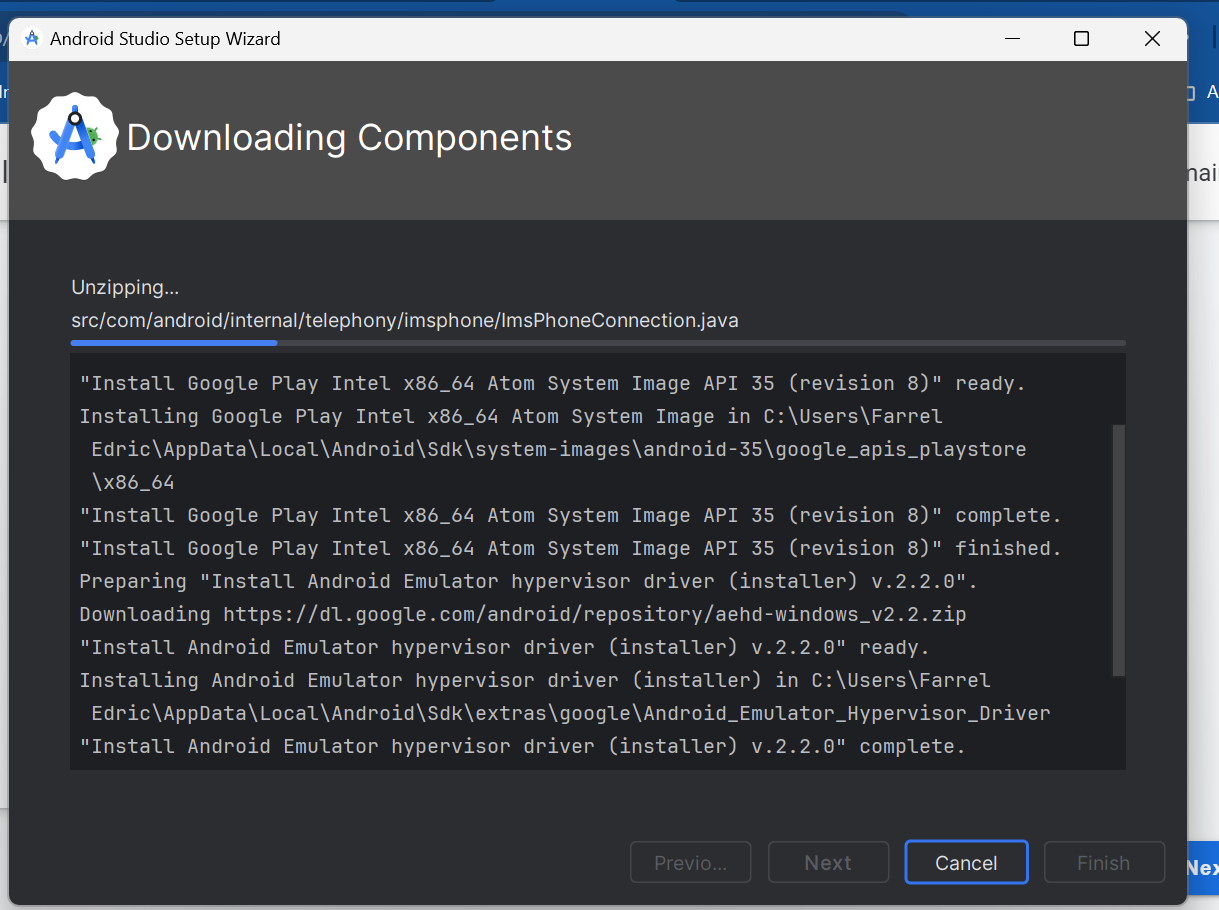 Android Studio Setup Wizard
Downloading Components
Unzipping...
src/com/android/internal/telephony/imsphone/ImsPhoneConnection.java
"Install Google Play Intel x86_64 Atom System Image API 35 (revision 8)" ready.
Installing Google Play Intel x86_64 Atom System Image in C:\Users\Farrel
Edric\AppData\Local\Android\Sdk\system-images\android-35\google_apis_playstore
\x86_64
"Install Google Play Intel x86_64 Atom System Image API 35 (revision 8)" complete.
"Install Google Play Intel x86_64 Atom System Image API 35 (revision 8)" finished.
Preparing "Install Android Emulator hypervisor driver (installer) v.2.2.0".
Downloading https://dl.google.com/android/repository/aehd-windows_v2.2.zip
"Install Android Emulator hypervisor driver (installer) v.2.2.0" ready.
Installing Android Emulator hypervisor driver (installer) in C:\Users\Farrel
Edric\AppData\Local\Android\Sdk\extras\google\Android_Emulator_Hypervisor_Driver
"Install Android Emulator hypervisor driver (installer) v.2.2.0" complete.
Previo... Next Cancel Finish